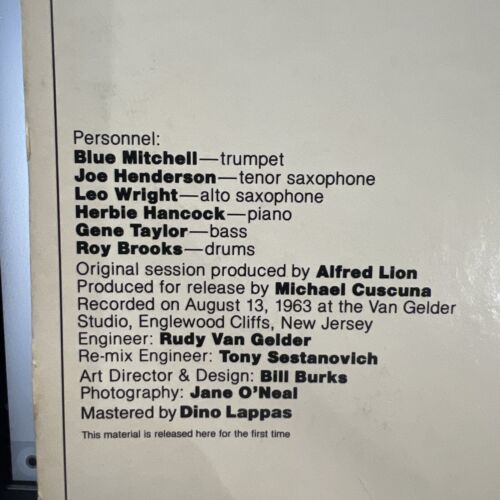 Personnel:
Blue Mitchell—trumpet
Joe Henderson—tenor saxophone
Leo Wright—alto saxophone
Herbie Hancock—piano
Gene Taylor—bass
Roy Brooks—drums
Original session produced by Alfred Lion
Produced for release by Michael Cuscuna
Recorded on August 13, 1963 at the Van Gelder
Studio, Englewood Cliffs, New Jersey
Engineer: Rudy Van Gelder
Re-mix Engineer: Tony Sestanovich
Art Director & Design: Bill Burks
Photography: Jane O'Neal
Mastered by Dino Lappas
This material is released here for the first time